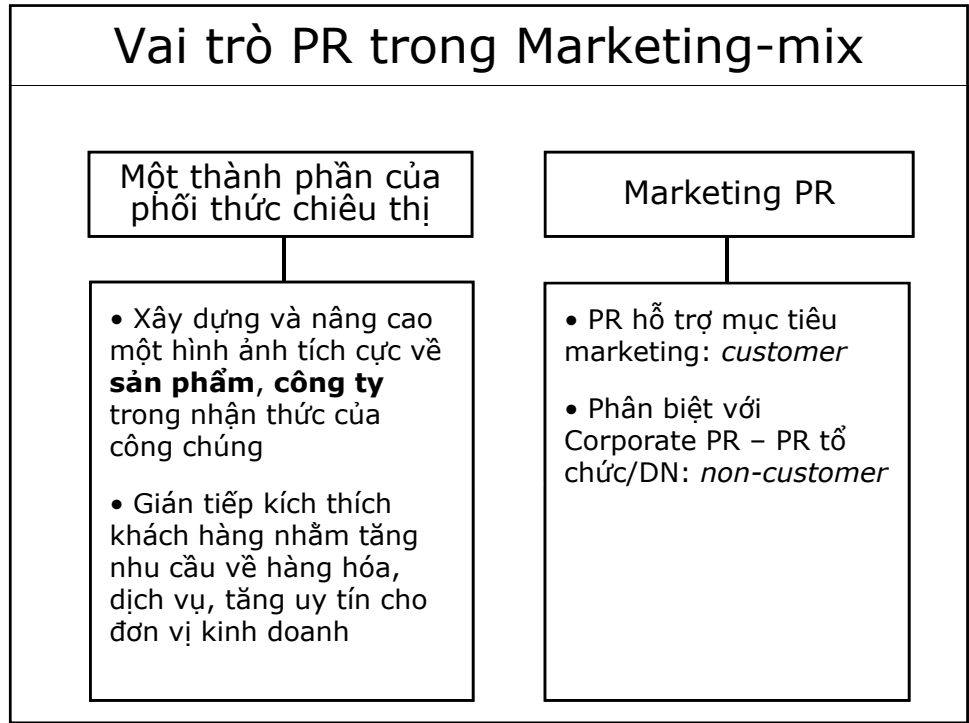 Vai trò PR trong Marketing-mix
Một thành phần của
phối thức chiêu thị
• Xây dựng và nâng cao
một hình ảnh tích cực về
sản phẩm, công ty
trong nhận thức của
công chúng
• Gián tiếp kích thích
khách hàng nhằm tăng
nhu cầu về hàng hóa,
dịch vụ, tăng uy tín cho
đơn vị kinh doanh
Marketing PR
• PR hỗ trợ mục tiêu
marketing: customer
• Phân biệt với
Corporate PR – PR tổ
chức/DN: non-customer